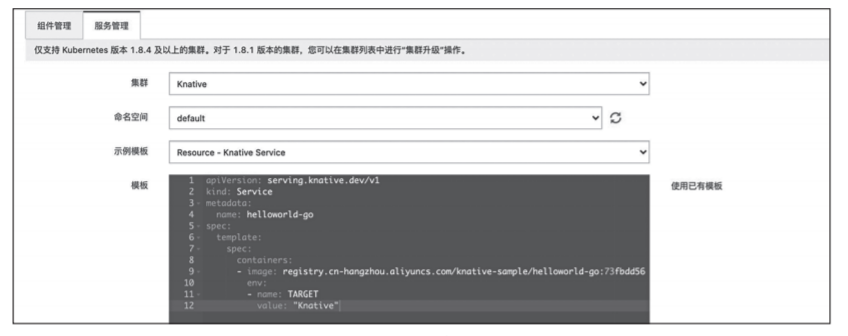 组件管理 服务管理
仅支持 Kubernetes 版本 1.8.4 及以上的集群。对于 1.8.1 版本的集群，您可以在集群列表中进行“集群升级”操作。
集群 Knative
命名空间 default
示例模板 Resource - Knative Service
模板 使用已有模板
1 apiVersion: serving.knative.dev/v1
2 kind: Service
3 metadata:
4 name: helloworld-go
5 spec:
6 template:
7 spec:
8 containers:
9 - image: registry.cn-hangzhou.aliyuncs.com/knative-sample/helloworld-go:73fbdd56
10 env:
11 - name: TARGET
12 value: "Knative"